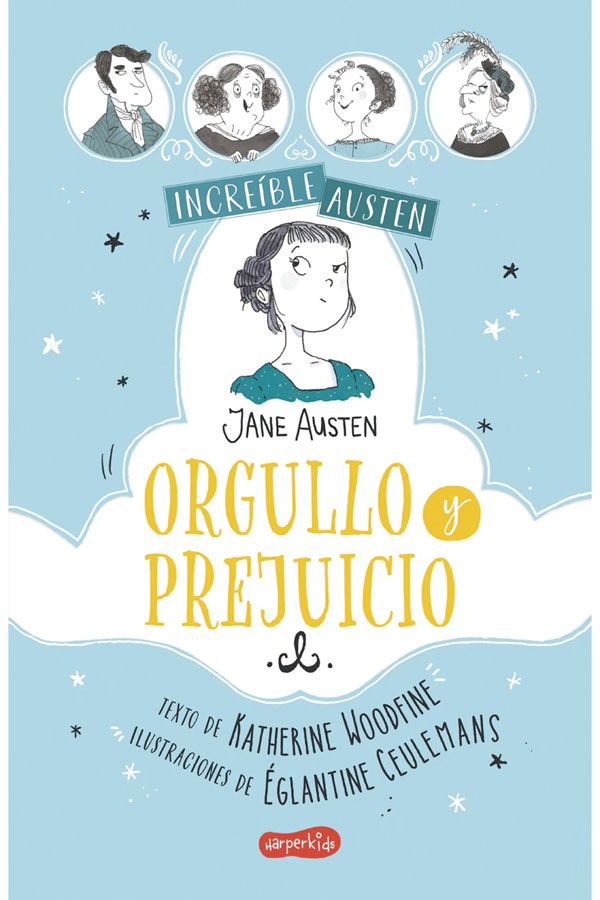 INCREÍBLE AUSTEN
JANE AUSTEN
ORGULLO y
PREJUICIO
TEXTO DE KATHERINE WOODFINE
ILUSTRACIONES DE ÉGLANTINE CEULEMANS
harperkids